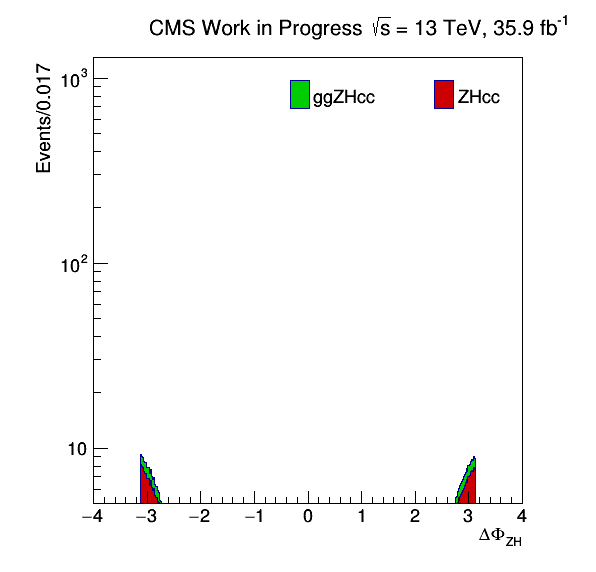 CMS Work in Progress √s = 13 TeV, 35.9 fb⁻¹
Events/0.017
ggZHcc ZHcc
10³
10²
10
−4 −3 −2 −1 0 1 2 3 4
ΔΦ_ZH